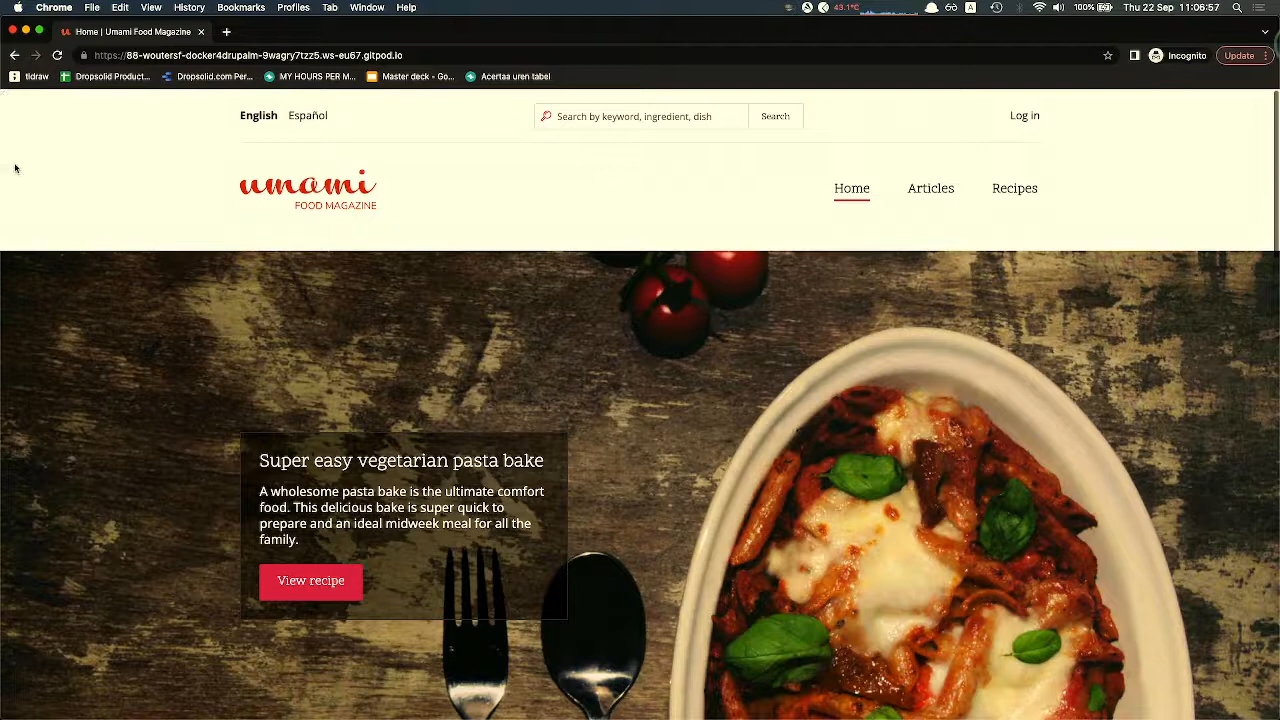 Chrome File Edit View History Bookmarks Profiles Tab Window Help 43.1°C A 100% Thu 22 Sep 11:06:57
Home | Umami Food Magazine
https://88-woutersf-docker4drupalm-9wagry7tzz5.ws-eu67.gitpod.io Incognito Update
tldraw Dropsolid Product... Dropsolid.com Per... MY HOURS PER M... Master deck - Go... Acertaa uren tabel
English Español Search by keyword, ingredient, dish Search Log in
umami
FOOD MAGAZINE
Home Articles Recipes
Super easy vegetarian pasta bake
A wholesome pasta bake is the ultimate comfort
food. This delicious bake is super quick to
prepare and an ideal midweek meal for all the
family.
View recipe